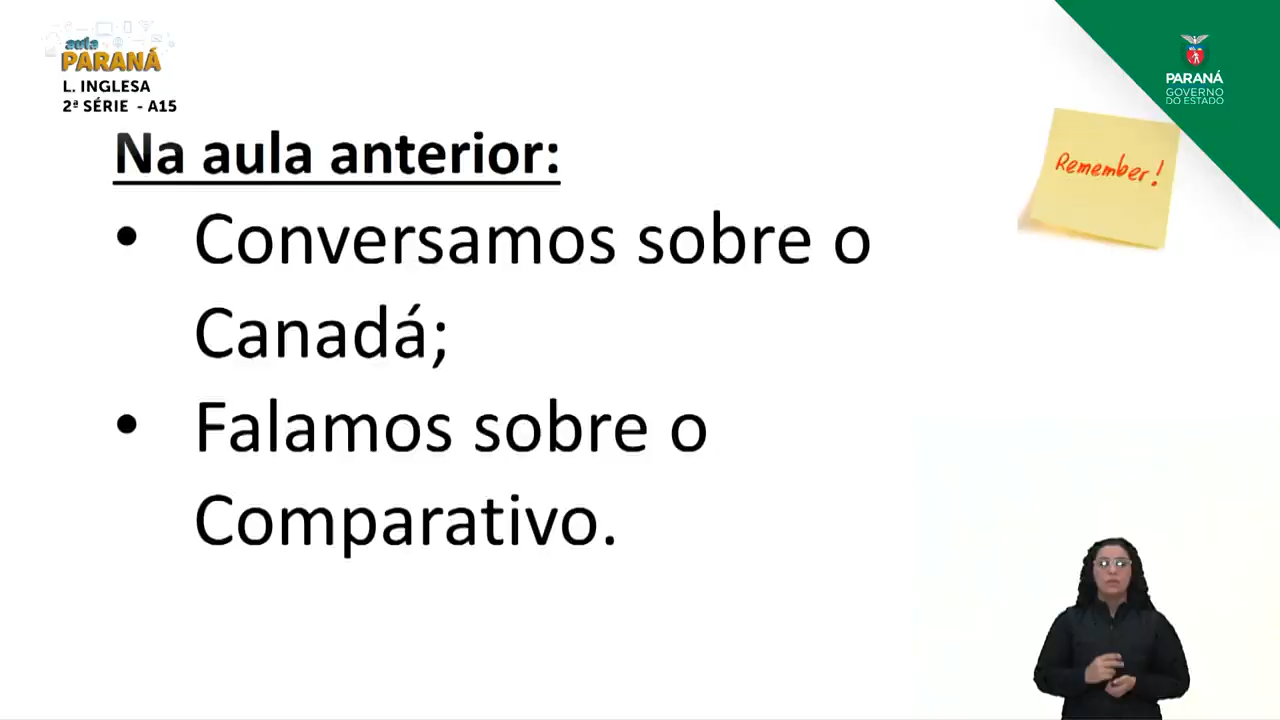 aula
PARANÁ
L. INGLESA
2ª SÉRIE - A15
PARANÁ
GOVERNO
DO ESTADO
Remember!
Na aula anterior:
• Conversamos sobre o
Canadá;
• Falamos sobre o
Comparativo.